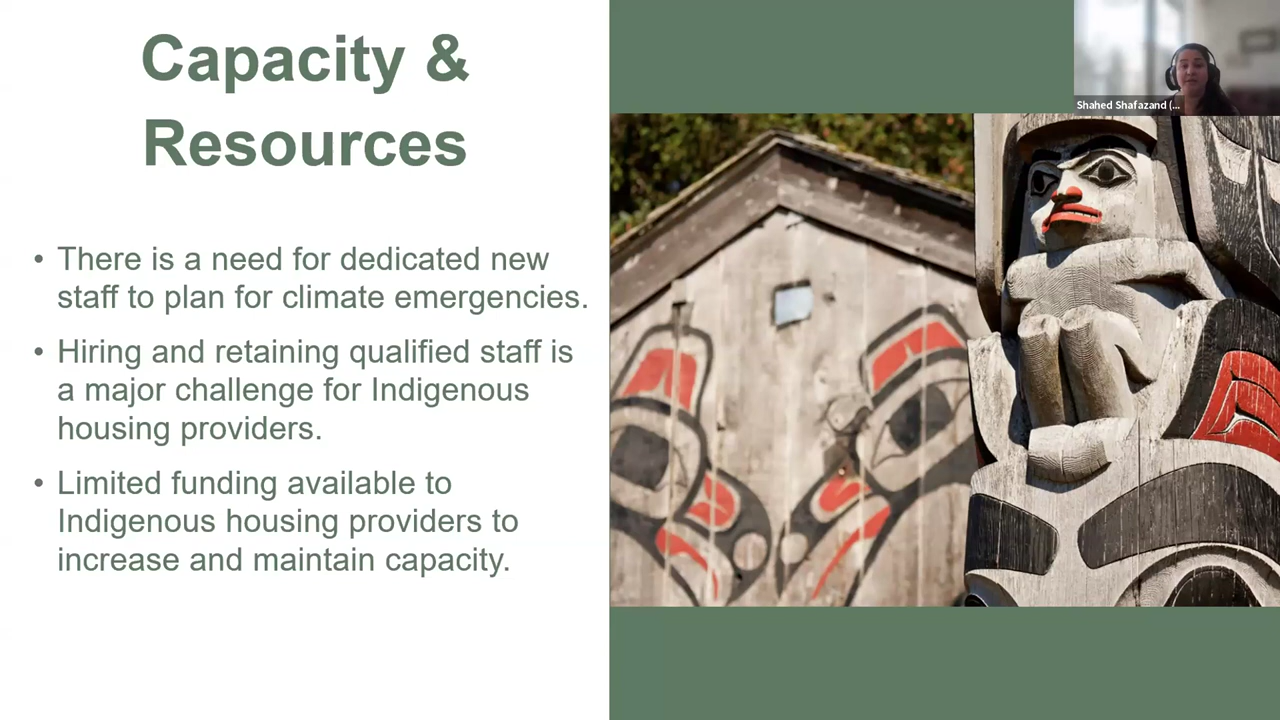 Capacity &
Resources
• There is a need for dedicated new
staff to plan for climate emergencies.
• Hiring and retaining qualified staff is
a major challenge for Indigenous
housing providers.
• Limited funding available to
Indigenous housing providers to
increase and maintain capacity.
Shahed Shafazand (...